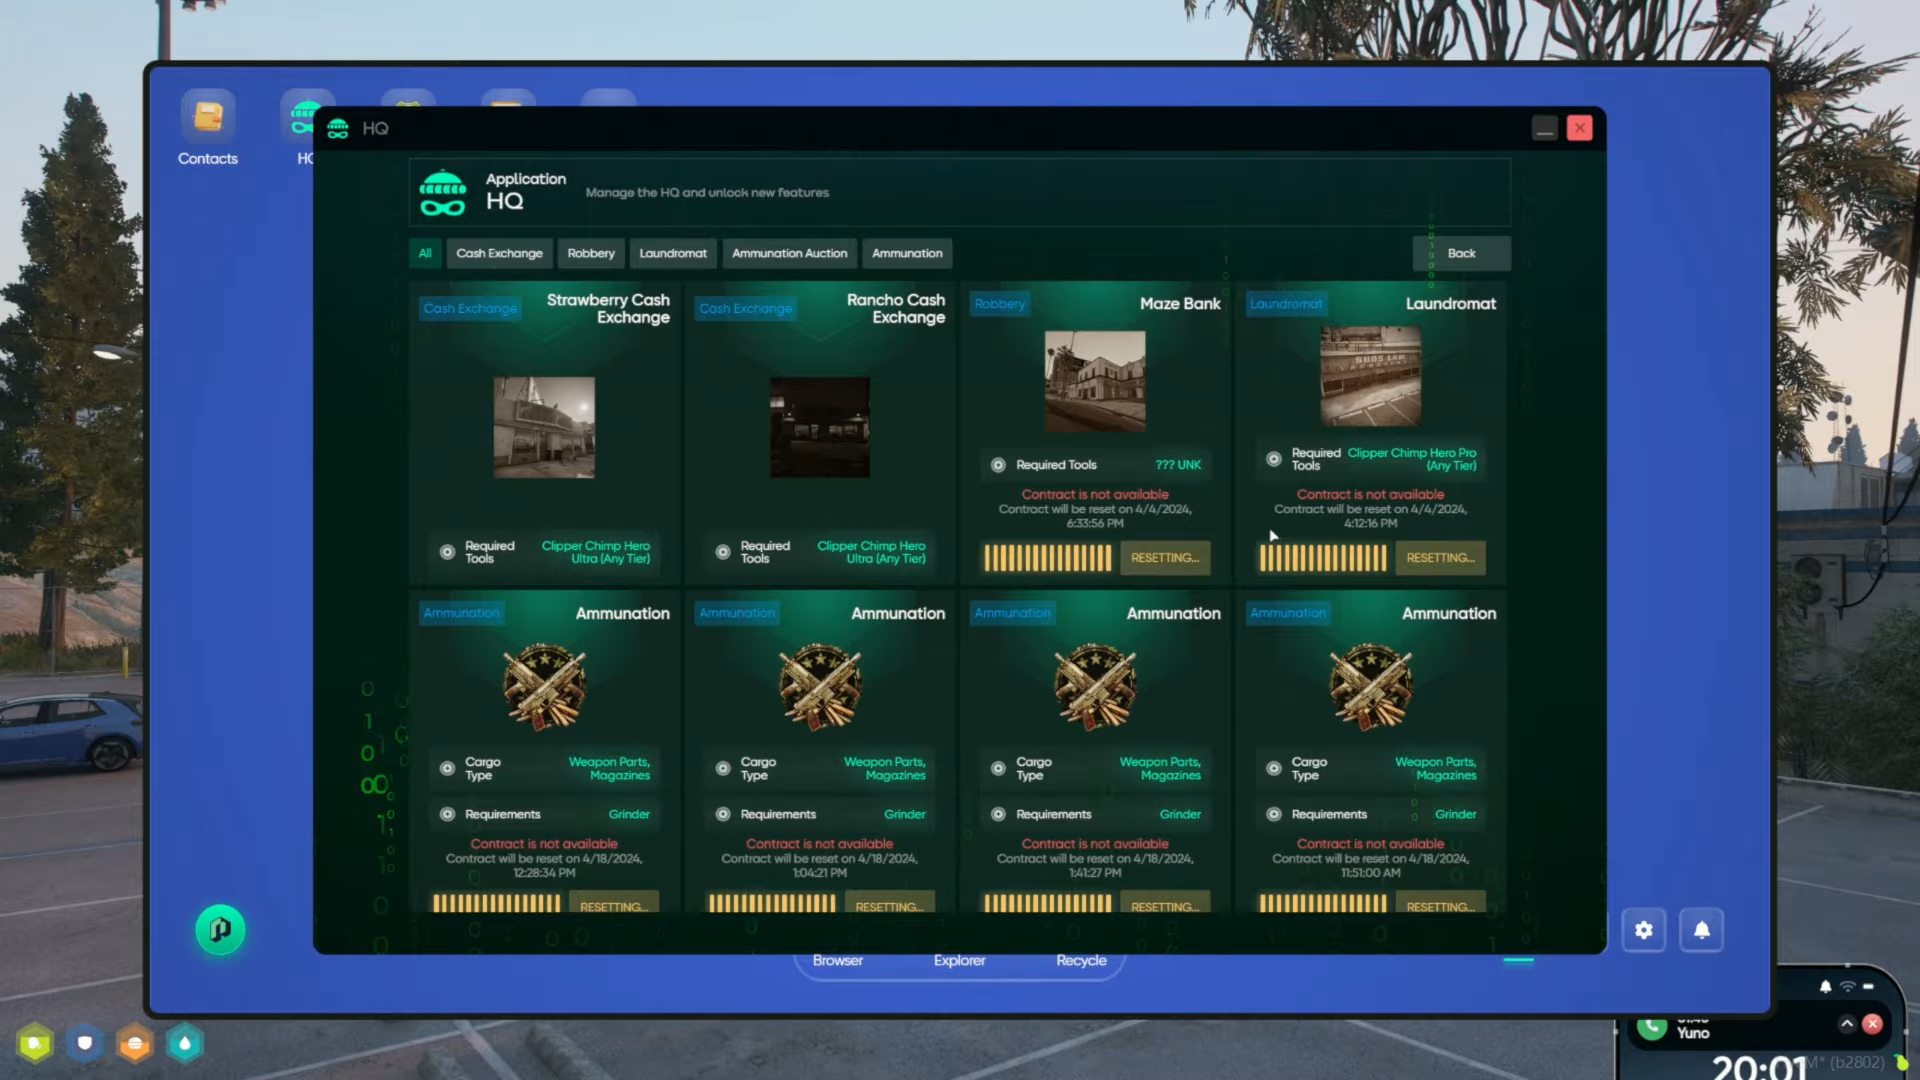 Contacts
HQ
Application
HQ
Manage the HQ and unlock new features
All
Cash Exchange
Robbery
Laundromat
Ammunation Auction
Ammunation
Back
Cash Exchange
Strawberry Cash
Exchange
Required
Tools
Clipper Chimp Hero
Ultra (Any Tier)
Cash Exchange
Rancho Cash
Exchange
Required
Tools
Clipper Chimp Hero
Ultra (Any Tier)
Robbery
Maze Bank
Required Tools
??? UNK
Contract is not available
Contract will be reset on 4/4/2024,
6:33:56 PM
RESETTING...
Laundromat
Laundromat
Required
Tools
Clipper Chimp Hero Pro
(Any Tier)
Contract is not available
Contract will be reset on 4/4/2024,
4:12:16 PM
RESETTING...
Ammunation
Ammunation
Cargo
Type
Weapon Parts,
Magazines
Requirements
Grinder
Contract is not available
Contract will be reset on 4/18/2024,
12:28:34 PM
RESETTING...
Ammunation
Ammunation
Cargo
Type
Weapon Parts,
Magazines
Requirements
Grinder
Contract is not available
Contract will be reset on 4/18/2024,
1:04:21 PM
RESETTING...
Ammunation
Ammunation
Cargo
Type
Weapon Parts,
Magazines
Requirements
Grinder
Contract is not available
Contract will be reset on 4/18/2024,
1:41:27 PM
RESETTING...
Ammunation
Ammunation
Cargo
Type
Weapon Parts,
Magazines
Requirements
Grinder
Contract is not available
Contract will be reset on 4/18/2024,
11:51:00 AM
RESETTING...
Browser
Explorer
Recycle
Yuno
20:01
(b2802)